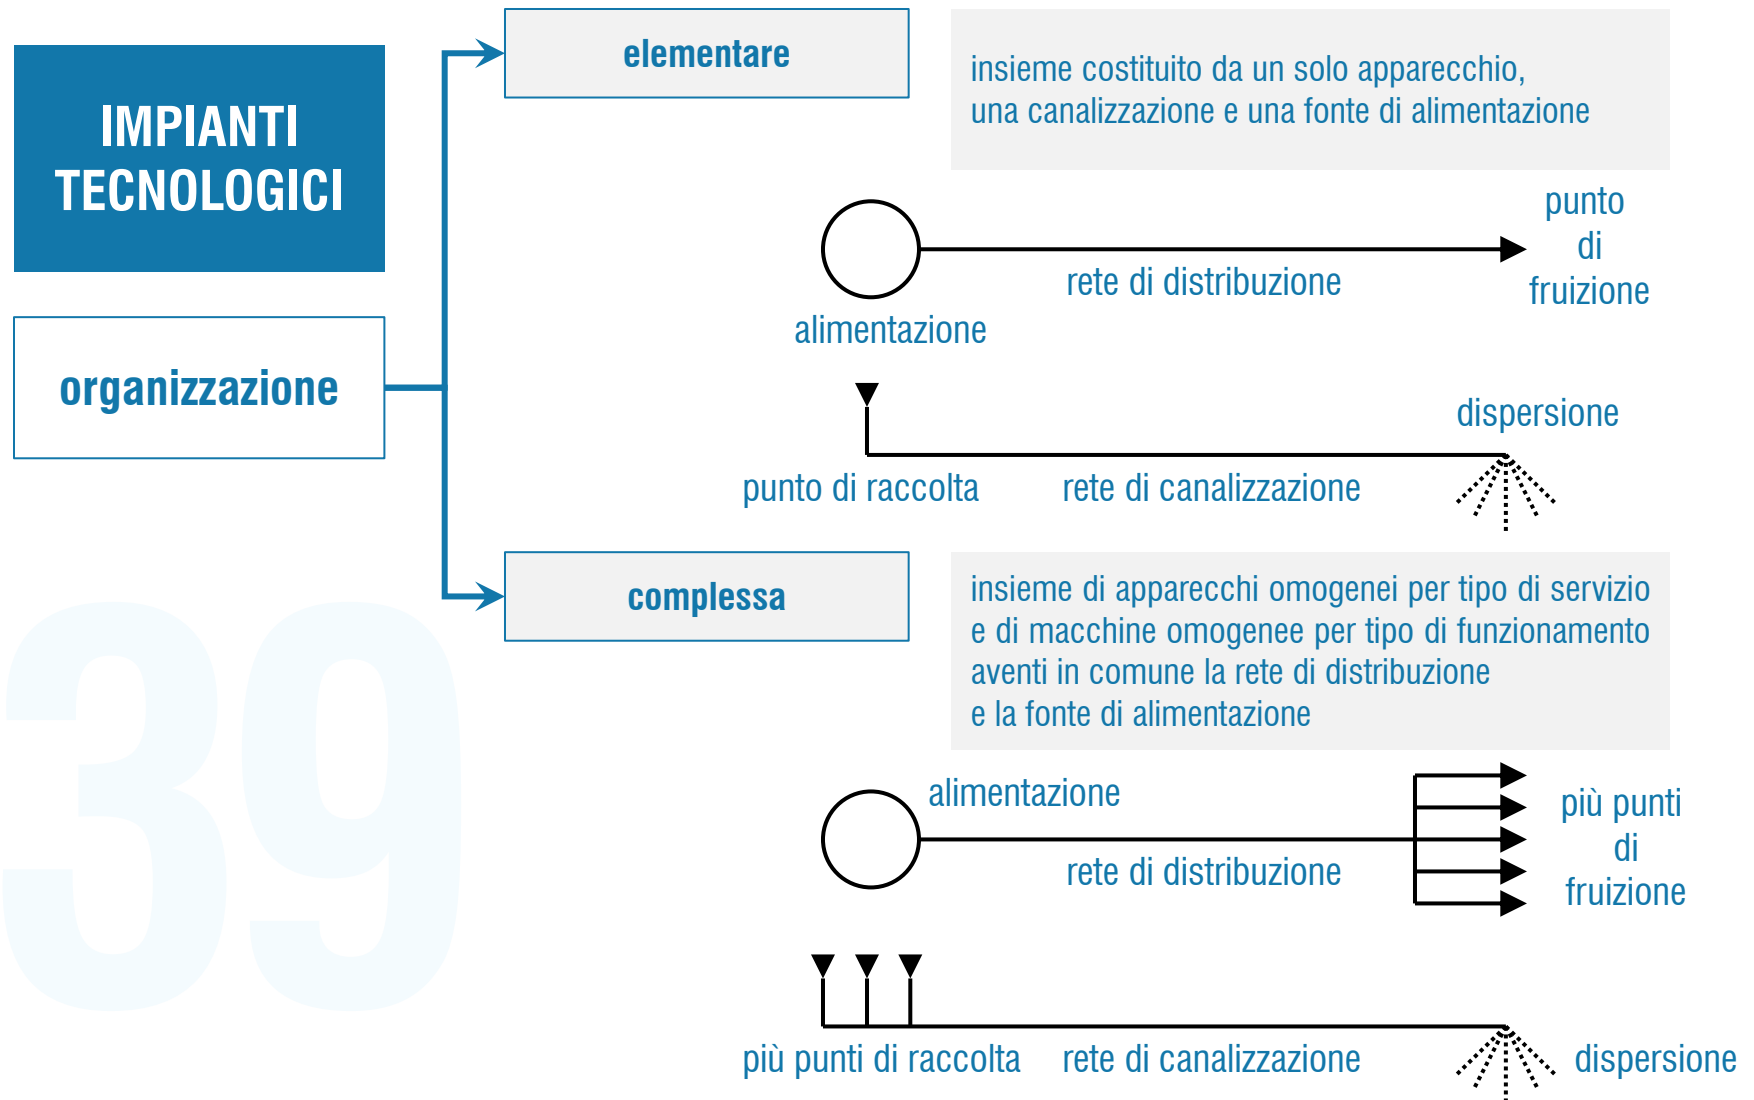 IMPIANTI
TECNOLOGICI
organizzazione
elementare
insieme costituito da un solo apparecchio,
una canalizzazione e una fonte di alimentazione
punto
di
fruizione
rete di distribuzione
alimentazione
dispersione
punto di raccolta
rete di canalizzazione
complessa
insieme di apparecchi omogenei per tipo di servizio
e di macchine omogenee per tipo di funzionamento
aventi in comune la rete di distribuzione
e la fonte di alimentazione
alimentazione
rete di distribuzione
più punti
di
fruizione
più punti di raccolta
rete di canalizzazione
dispersione
39